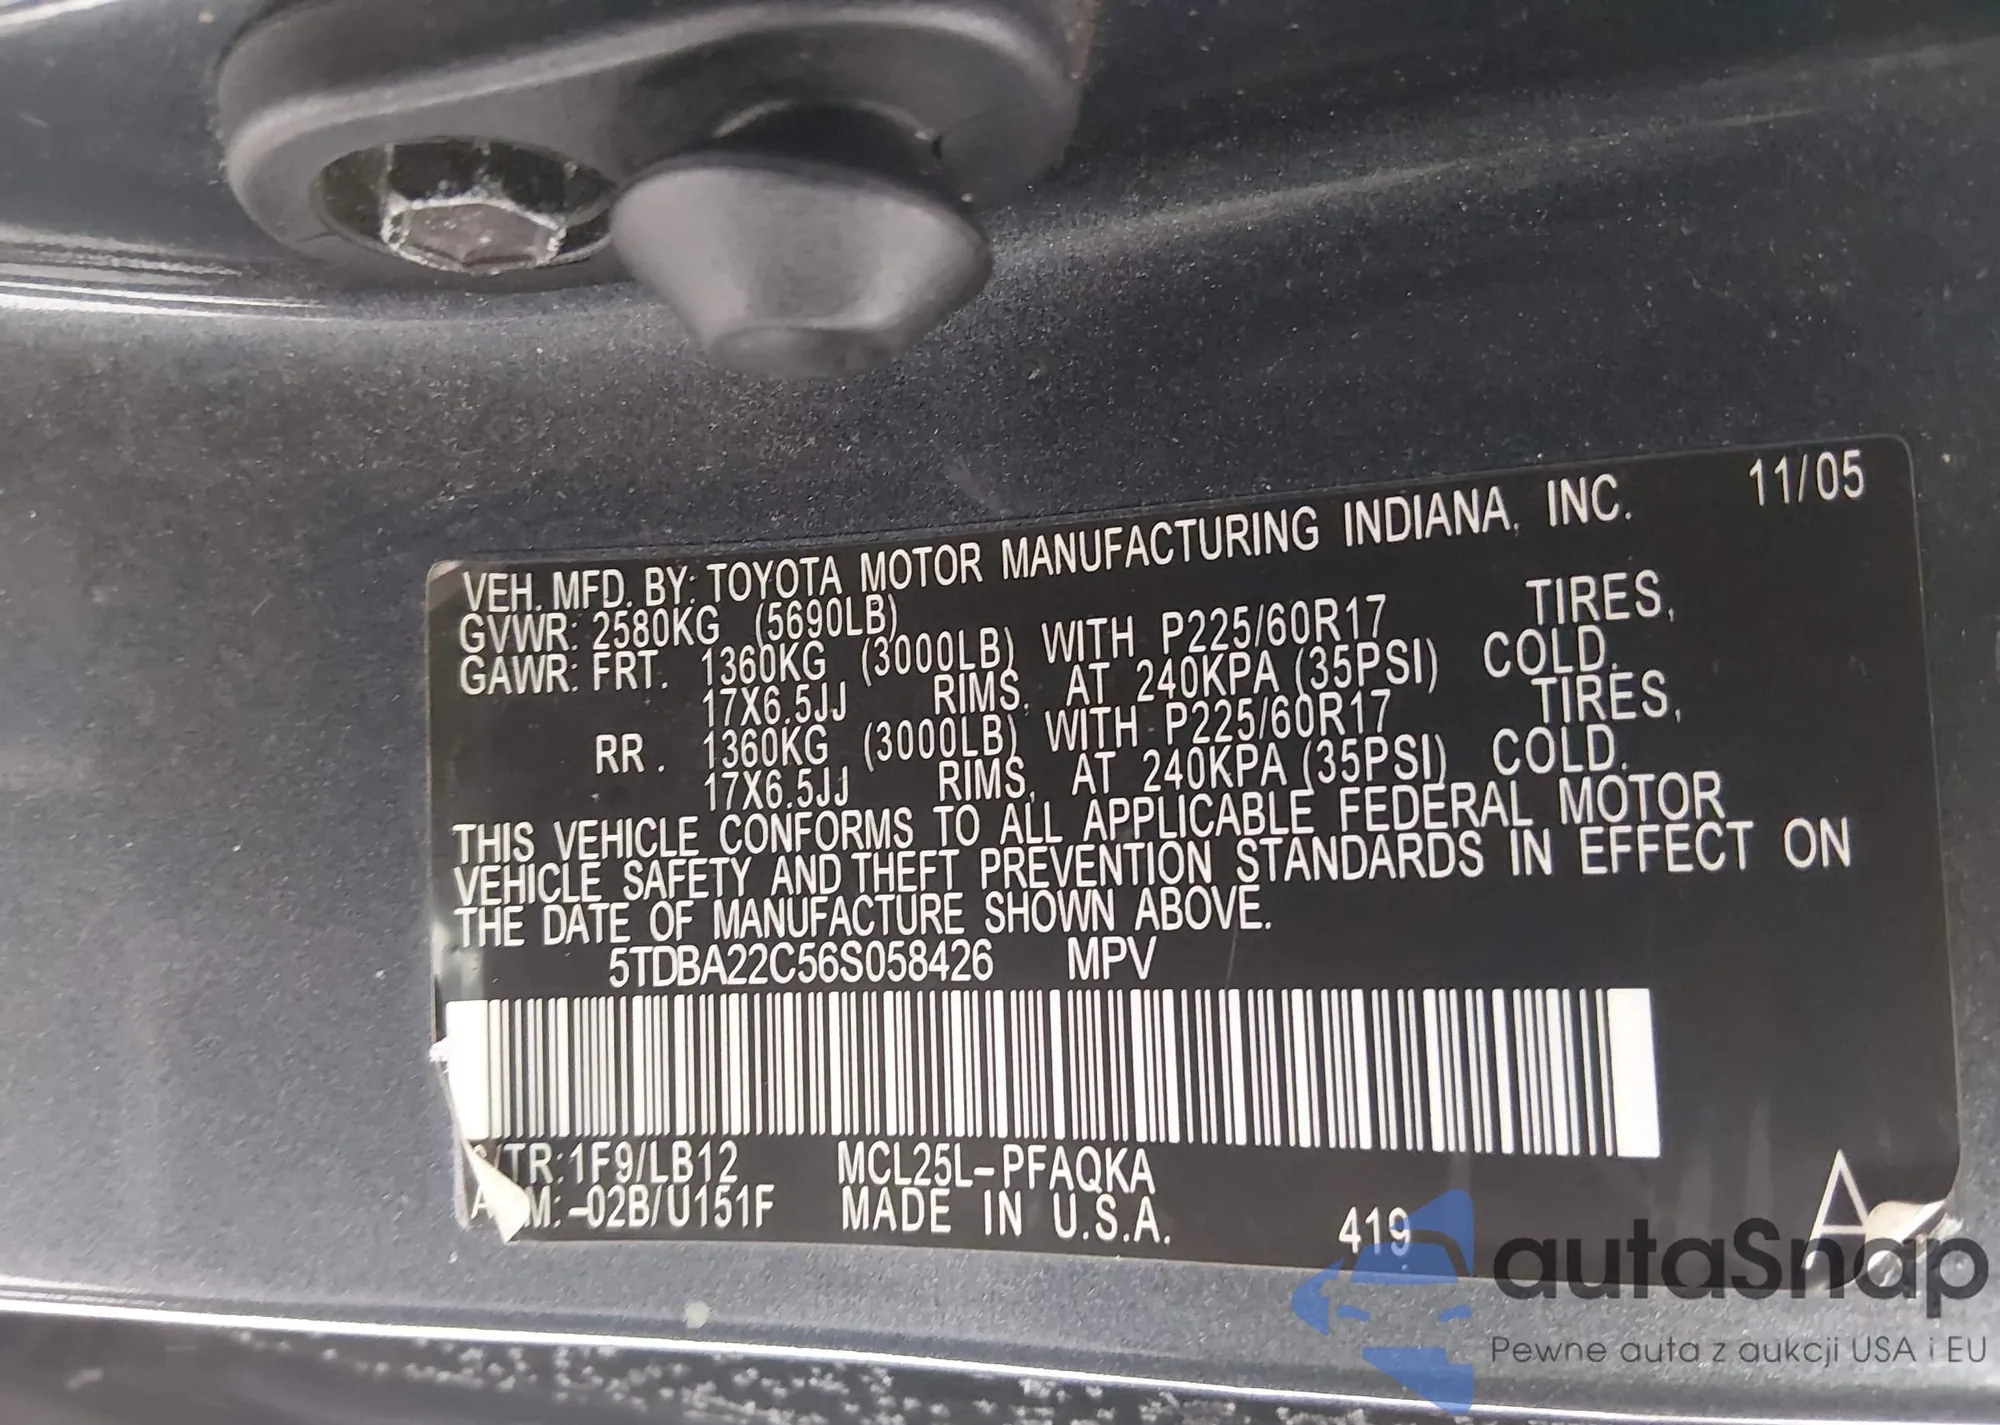 VEH. MFD. BY: TOYOTA MOTOR MANUFACTURING INDIANA, INC. 11/05
GVWR: 2580KG (5690LB)
GAWR: FRT. 1360KG (3000LB) WITH P225/60R17 TIRES,
17X6.5JJ RIMS, AT 240KPA (35PSI) COLD.
RR. 1360KG (3000LB) WITH P225/60R17 TIRES,
17X6.5JJ RIMS, AT 240KPA (35PSI) COLD.
THIS VEHICLE CONFORMS TO ALL APPLICABLE FEDERAL MOTOR
VEHICLE SAFETY AND THEFT PREVENTION STANDARDS IN EFFECT ON
THE DATE OF MANUFACTURE SHOWN ABOVE.
5TDBA22C56S058426 MPV
/TR:1F9/LB12 MCL25L-PFAQKA
A M:-02B/U151F MADE IN U.S.A. 419 A
autaSnap
Pewne auta z aukcji USA i EU